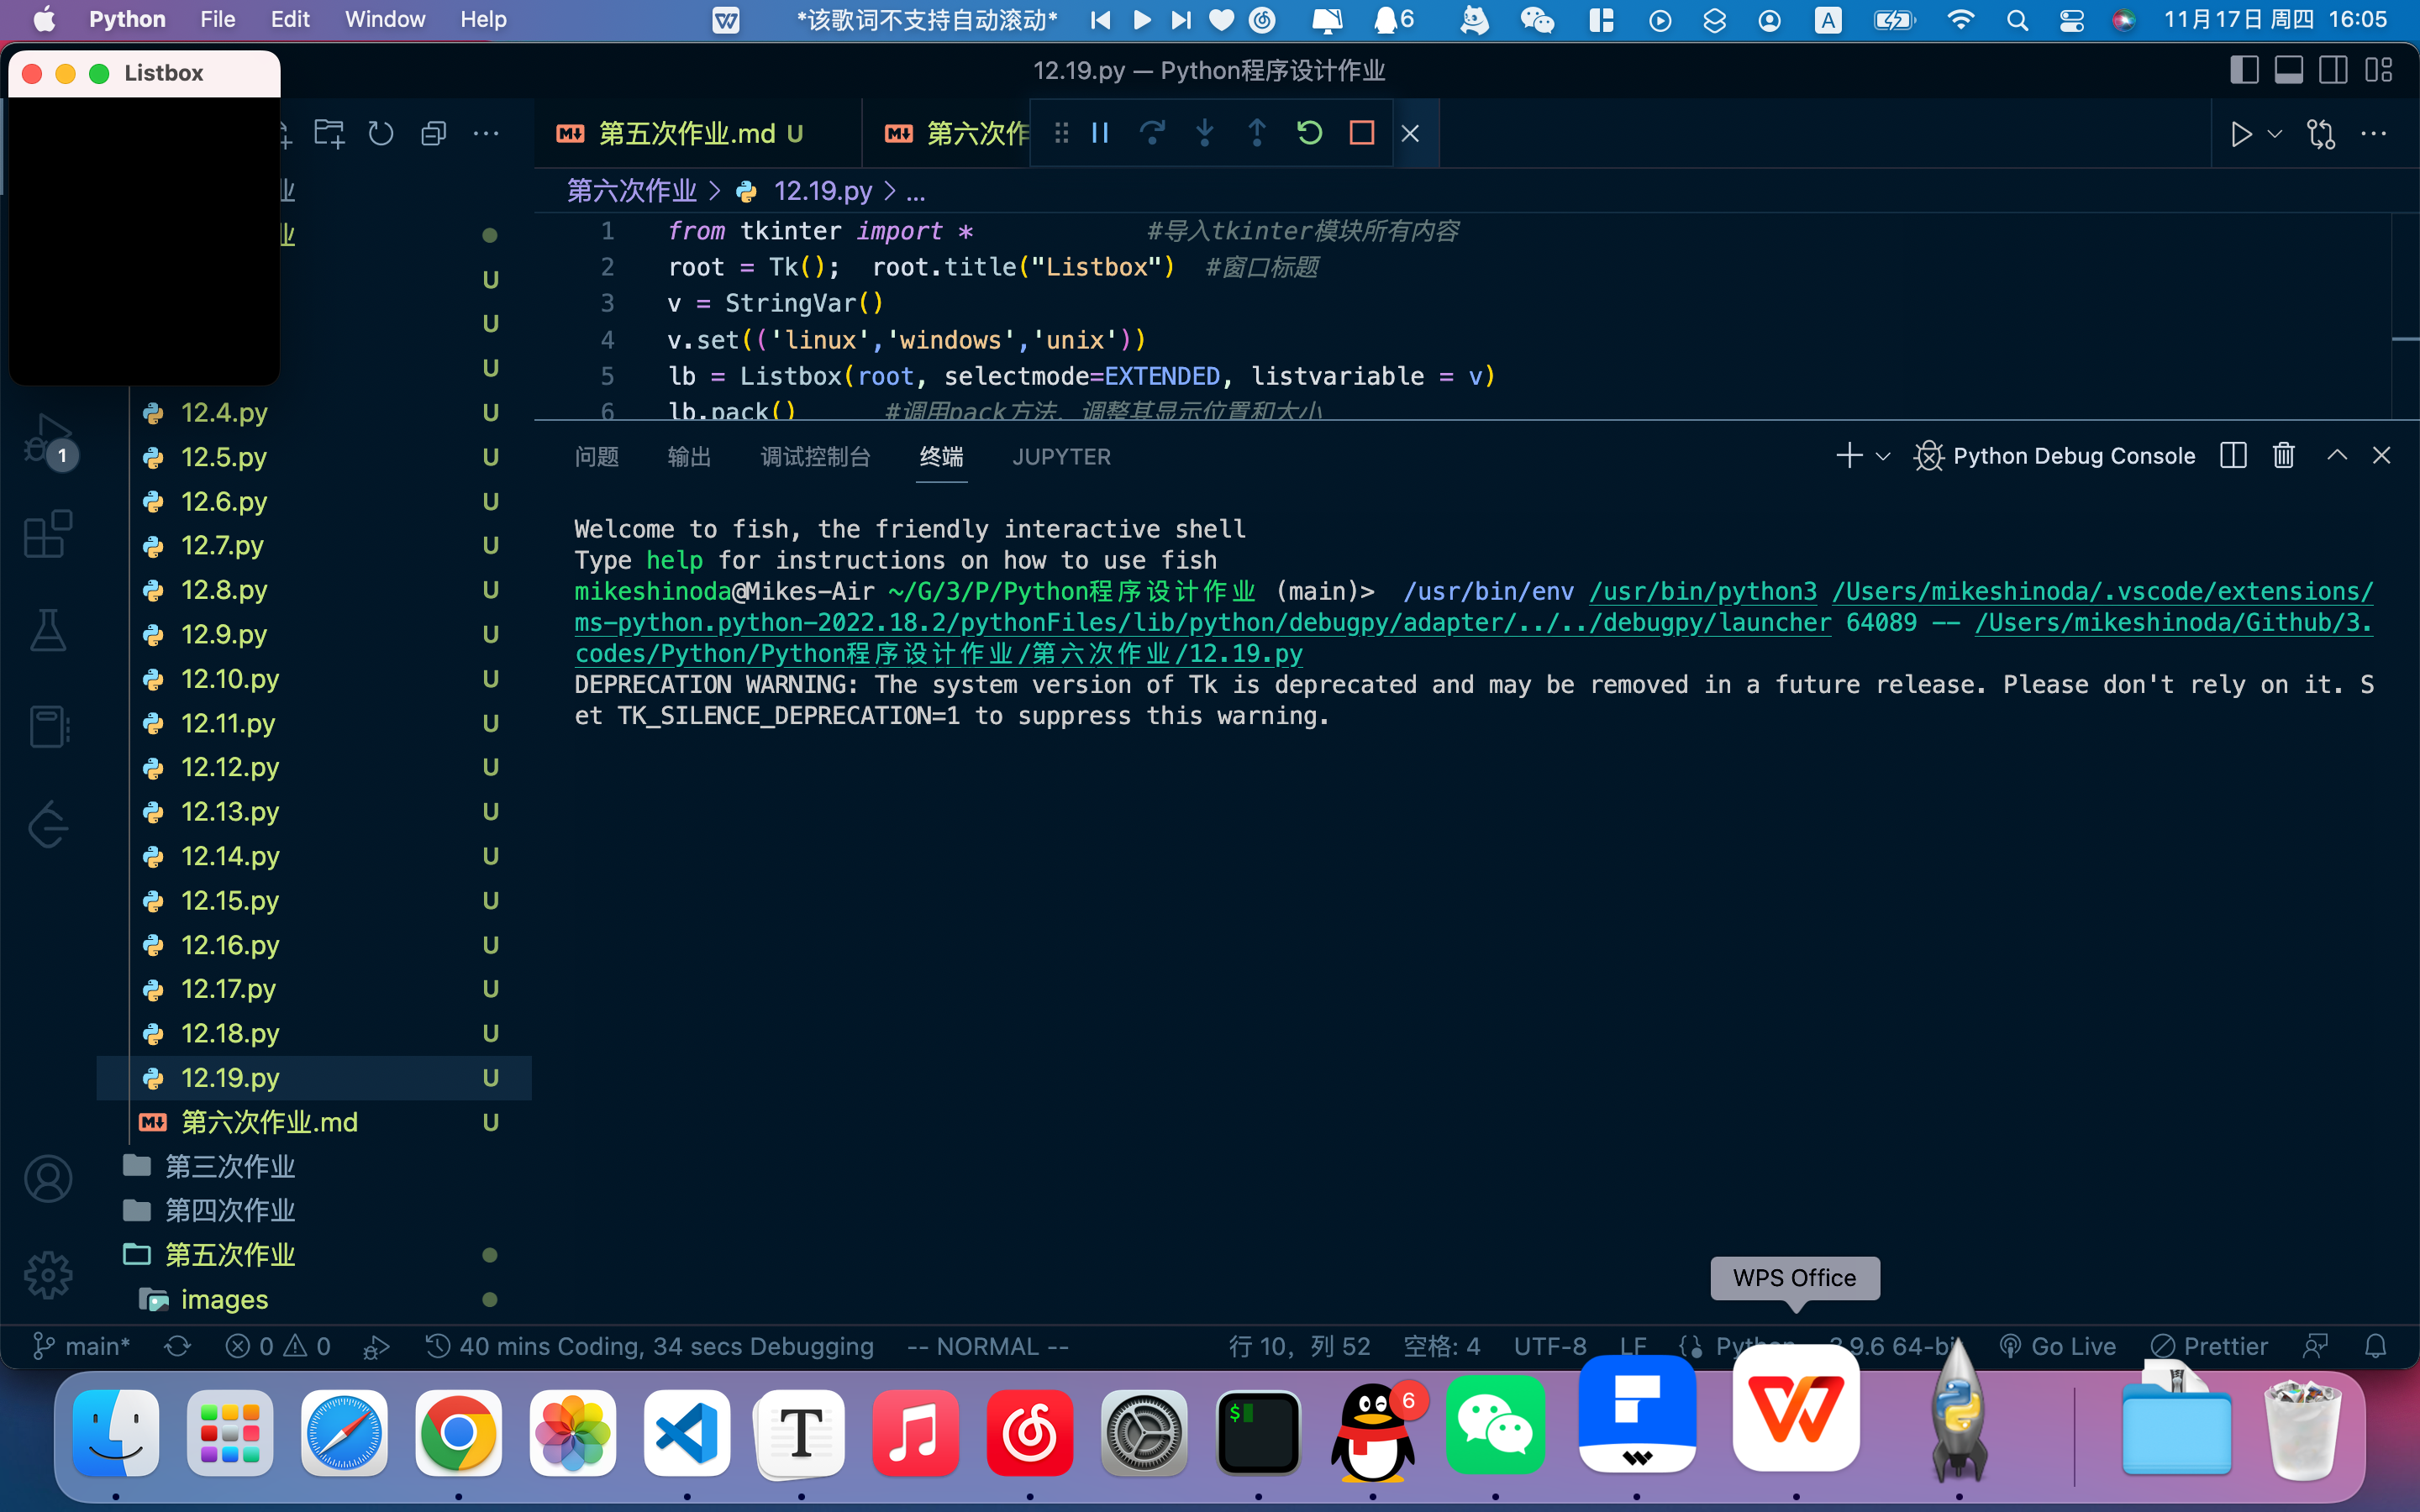 Python File Edit Window Help *该歌词不支持自动滚动* 6 A 11月17日 周四 16:05
Listbox
12.19.py — Python程序设计作业
第五次作业.md U
第六次作
第六次作业 > 12.19.py > ...
业
业
U
U
U
1 from tkinter import * #导入tkinter模块所有内容
2 root = Tk(); root.title("Listbox") #窗口标题
3 v = StringVar()
4 v.set(('linux','windows','unix'))
5 lb = Listbox(root, selectmode=EXTENDED, listvariable = v)
6 lb.pack() #调用pack方法，调整其显示位置和大小
1
12.4.py U
12.5.py U
12.6.py U
12.7.py U
12.8.py U
12.9.py U
12.10.py U
12.11.py U
12.12.py U
12.13.py U
12.14.py U
12.15.py U
12.16.py U
12.17.py U
12.18.py U
12.19.py U
第六次作业.md U
第三次作业
第四次作业
第五次作业
images
问题 输出 调试控制台 终端 JUPYTER
Python Debug Console
Welcome to fish, the friendly interactive shell
Type help for instructions on how to use fish
mikeshinoda@Mikes-Air ~/G/3/P/Python程序设计作业 (main)> /usr/bin/env /usr/bin/python3 /Users/mikeshinoda/.vscode/extensions/
ms-python.python-2022.18.2/pythonFiles/lib/python/debugpy/adapter/../../debugpy/launcher 64089 -- /Users/mikeshinoda/Github/3.
codes/Python/Python程序设计作业/第六次作业/12.19.py
DEPRECATION WARNING: The system version of Tk is deprecated and may be removed in a future release. Please don't rely on it. S
et TK_SILENCE_DEPRECATION=1 to suppress this warning.
WPS Office
main* 0 0 40 mins Coding, 34 secs Debugging -- NORMAL -- 行 10，列 52 空格: 4 UTF-8 LF Python 3.9.6 64-bi Go Live Prettier
T
$
6